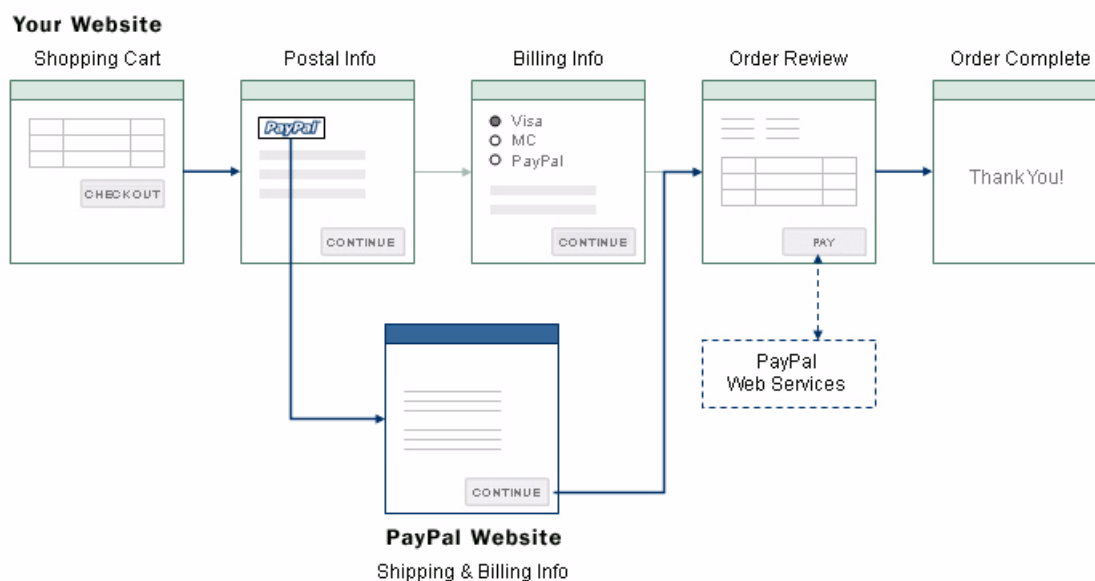 Your Website
Shopping Cart
Postal Info
Billing Info
Order Review
Order Complete
PayPal
Visa
MC
PayPal
CHECKOUT
CONTINUE
CONTINUE
PAY
Thank You!
PayPal
Web Services
CONTINUE
PayPal Website
Shipping & Billing Info